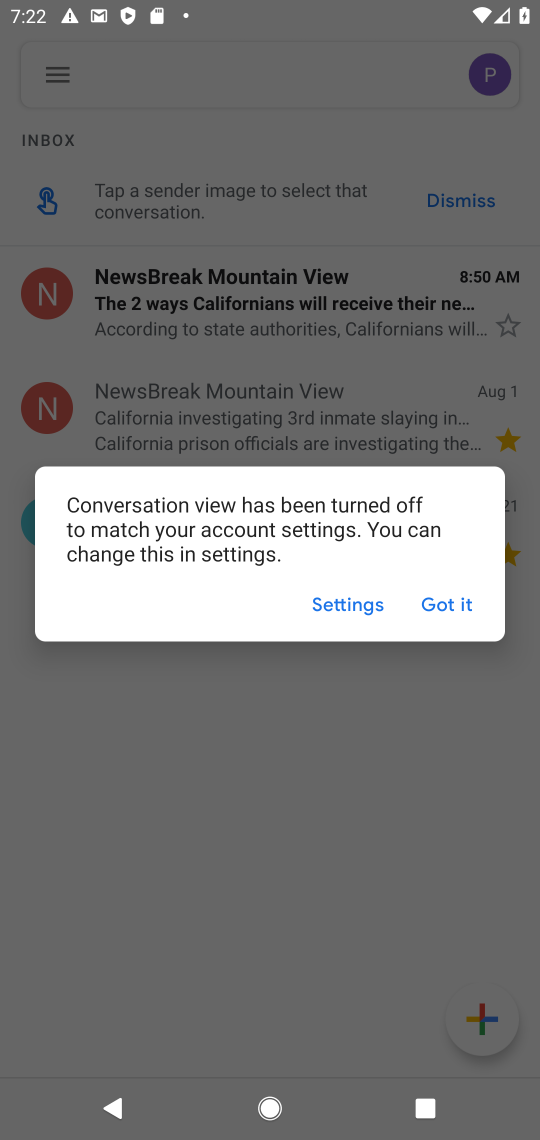 7:22
P
INBOX
Tap a sender image to select that
conversation.
Dismiss
N
NewsBreak Mountain View
8:50 AM
The 2 ways Californians will receive their ne…
According to state authorities, Californians will…
N
NewsBreak Mountain View
Aug 1
California investigating 3rd inmate slaying in…
California prison officials are investigating the…
21
Conversation view has been turned off
to match your account settings. You can
change this in settings.
Settings
Got it